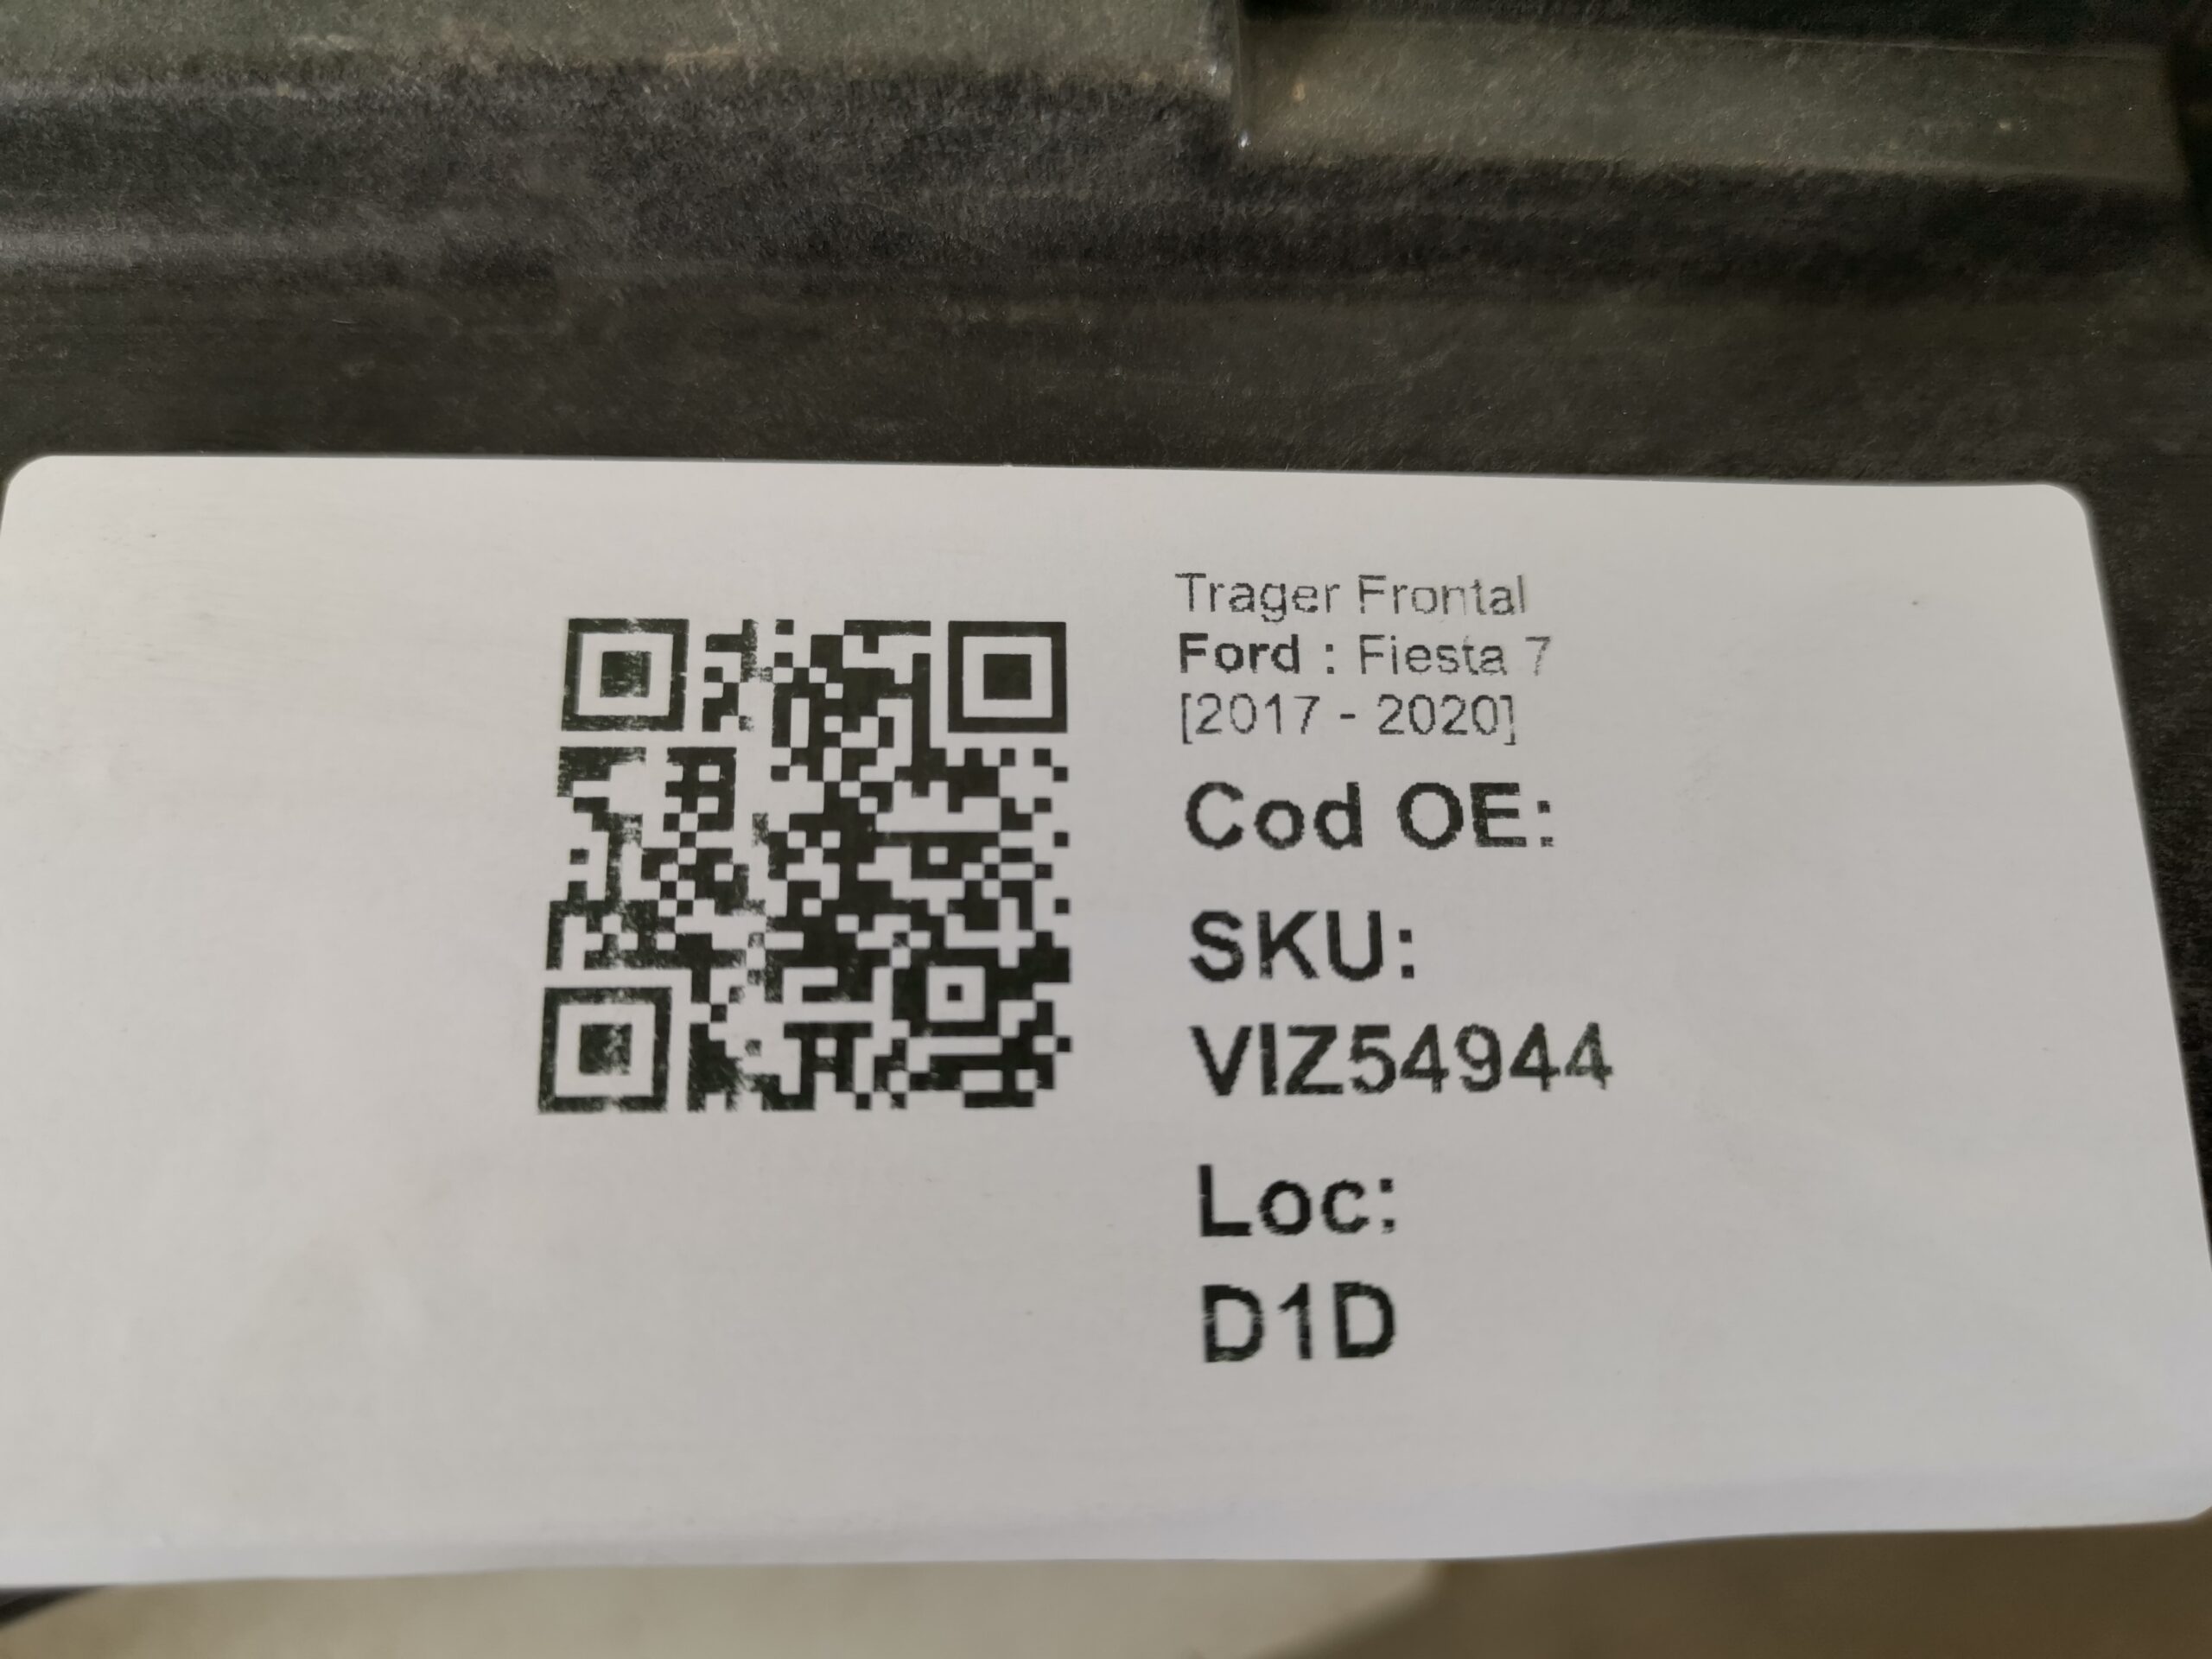 Trager Frontal
Ford : Fiesta 7
[2017 - 2020]
Cod OE:
SKU:
VIZ54944
Loc:
D1D